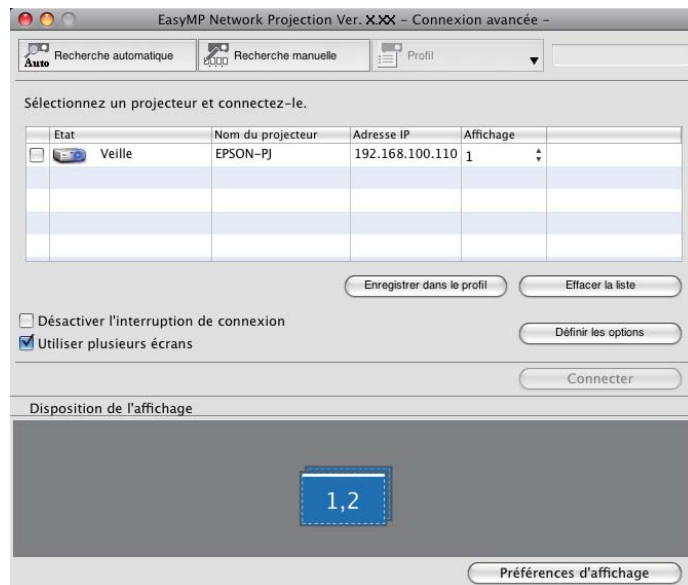 EasyMP Network Projection Ver. X.XX – Connexion avancée –
Auto Recherche automatique Recherche manuelle Profil
Sélectionnez un projecteur et connectez-le.
Etat Nom du projecteur Adresse IP Affichage
Veille EPSON-PJ 192.168.100.110 1
Enregistrer dans le profil Effacer la liste
Désactiver l'interruption de connexion
Définir les options
Utiliser plusieurs écrans
Connecter
Disposition de l'affichage
1,2
Préférences d'affichage